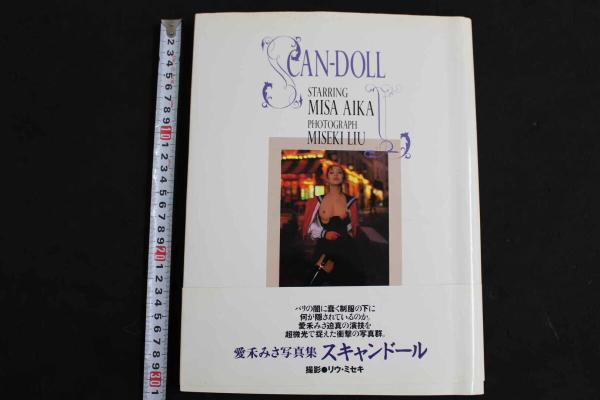 SCAN-DOLL
STARRING
MISA AIKA
PHOTOGRAPH
MISEKI LIU
パリの闇に蠢く制服の下に
何が隠されているのか。
愛禾みさ迫真の演技を
超微光で捉えた衝撃の写真群。
愛禾みさ写真集 スキャンドール
撮影●リウ・ミセキ